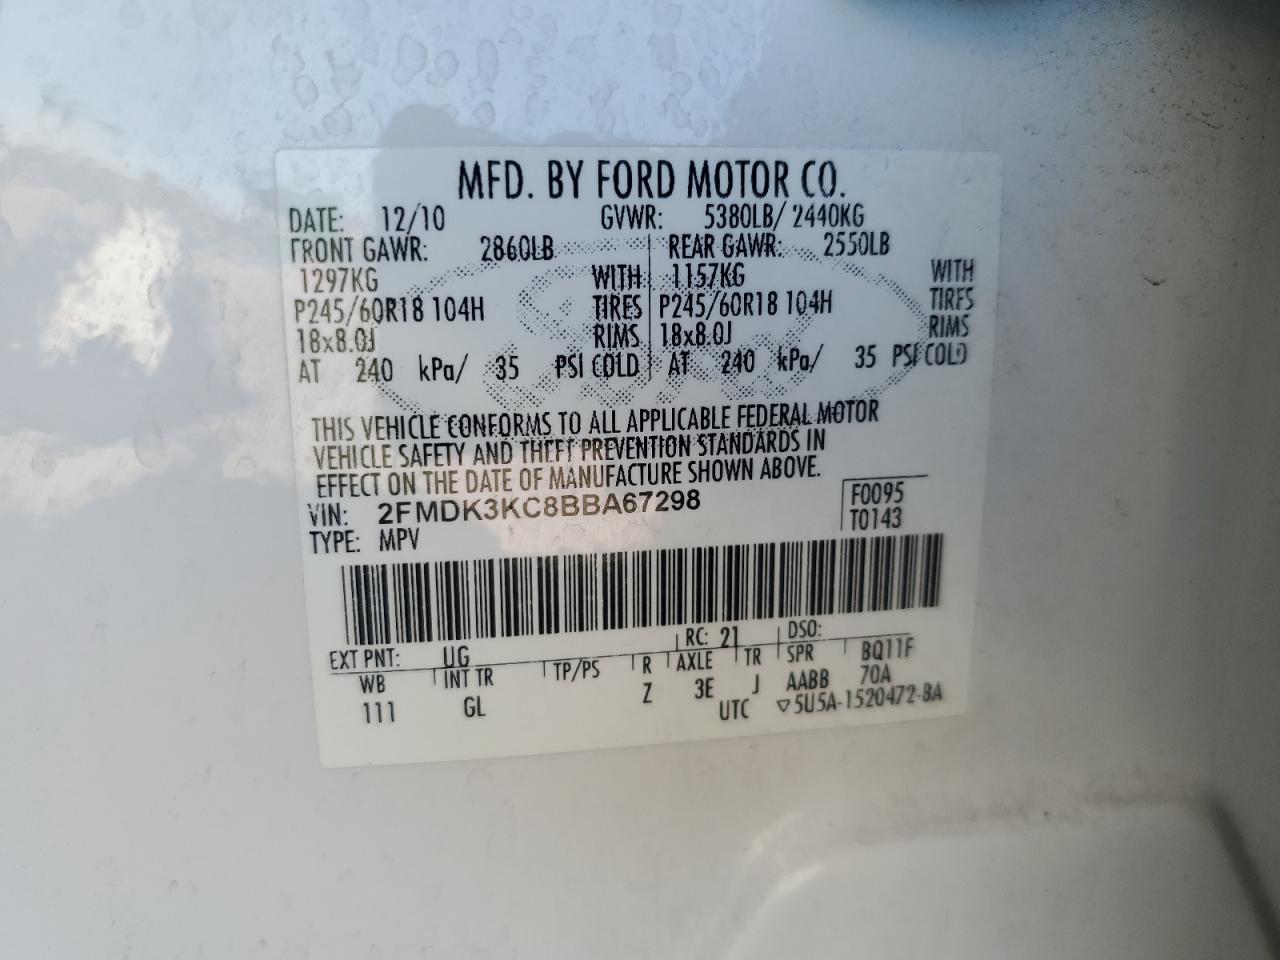 MFD. BY FORD MOTOR CO.
DATE: 12/10 GVWR: 5380LB/ 2440KG
FRONT GAWR: 2860LB REAR GAWR: 2550LB
1297KG WITH 1157KG WITH
P245/60R18 104H TIRES P245/60R18 104H TIRES
18x8.0J RIMS 18x8.0J RIMS
AT 240 kPa/ 35 PSI COLD AT 240 kPa/ 35 PSI COLD
THIS VEHICLE CONFORMS TO ALL APPLICABLE FEDERAL MOTOR
VEHICLE SAFETY AND THEFT PREVENTION STANDARDS IN
EFFECT ON THE DATE OF MANUFACTURE SHOWN ABOVE.
VIN: 2FMDK3KC8BBA67298 F0095
TYPE: MPV T0143
EXT PNT: UG RC: 21 DSO:
WB INT TR TP/PS R AXLE TR SPR BQ11F
111 GL Z 3E J AABB 70A
UTC ▽5U5A-1520472-BA